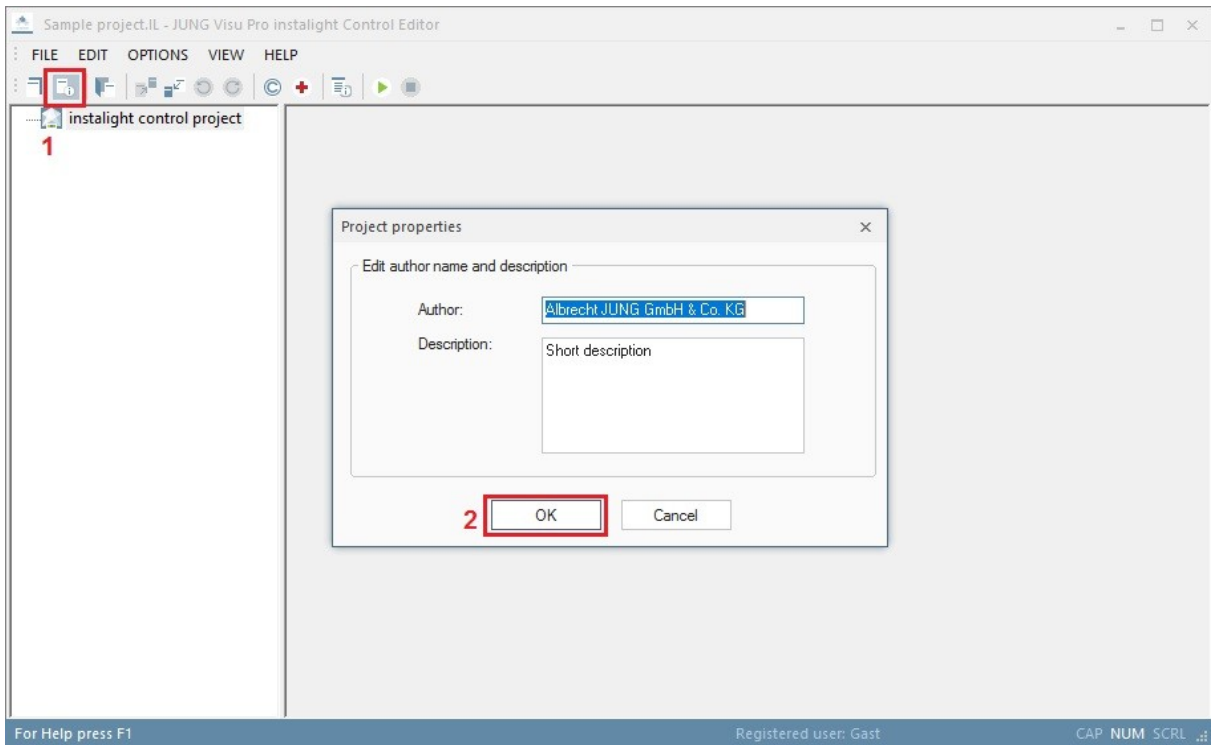 Sample project.IL - JUNG Visu Pro instalight Control Editor
FILE EDIT OPTIONS VIEW HELP
instalight control project
1
Project properties
Edit author name and description
Author: Albrecht JUNG GmbH & Co. KG
Description: Short description
2 OK Cancel
For Help press F1 Registered user: Gast CAP NUM SCRL